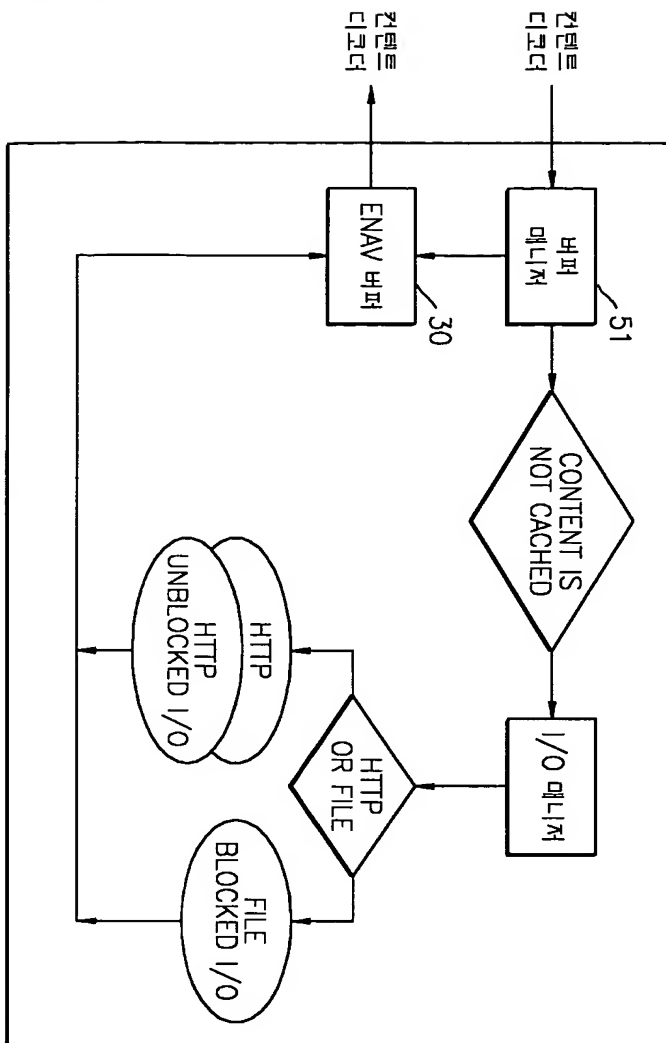 컨텐트
디코더
버퍼
매니저
51
CONTENT IS
NOT CACHED
I/O 매니저
컨텐트
디코더
ENAV 버퍼
30
HTTP
OR FILE
HTTP
HTTP
UNBLOCKED I/O
FILE
BLOCKED I/O